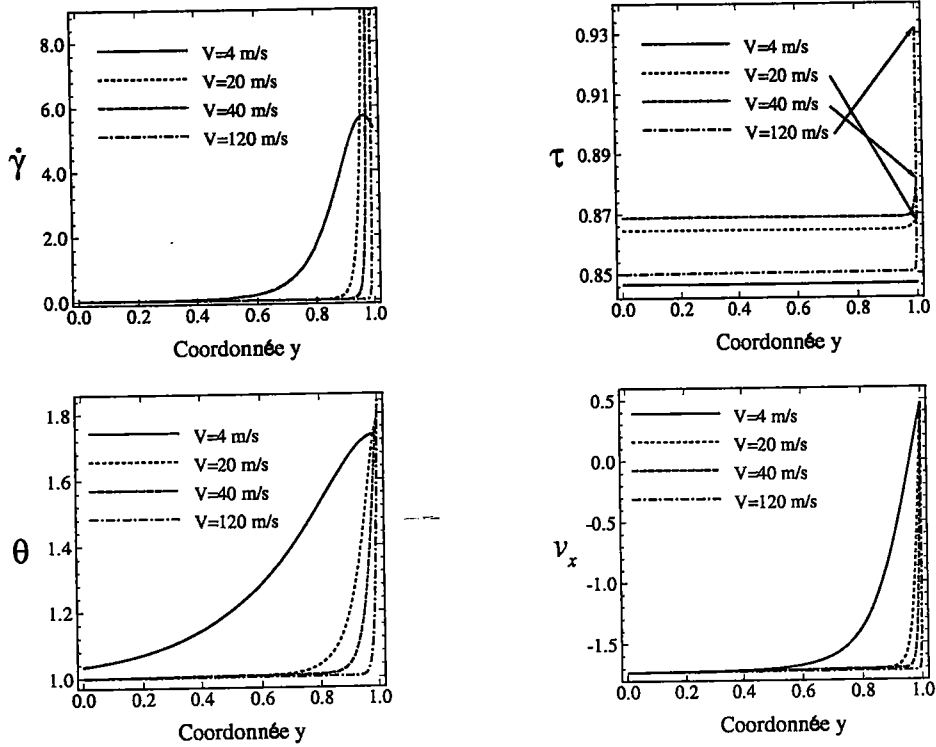 8.0
6.0
4.0
2.0
0.0
γ̇
V=4 m/s
V=20 m/s
V=40 m/s
V=120 m/s
0.0 0.2 0.4 0.6 0.8 1.0
Coordonnée y
0.93
0.91
0.89
0.87
0.85
τ
V=4 m/s
V=20 m/s
V=40 m/s
V=120 m/s
0.0 0.2 0.4 0.6 0.8 1.0
Coordonnée y
1.8
1.6
1.4
1.2
1.0
θ
V=4 m/s
V=20 m/s
V=40 m/s
V=120 m/s
0.0 0.2 0.4 0.6 0.8 1.0
Coordonnée y
0.5
0.0
-0.5
-1.0
-1.5
vₓ
V=4 m/s
V=20 m/s
V=40 m/s
V=120 m/s
0.0 0.2 0.4 0.6 0.8 1.0
Coordonnée y